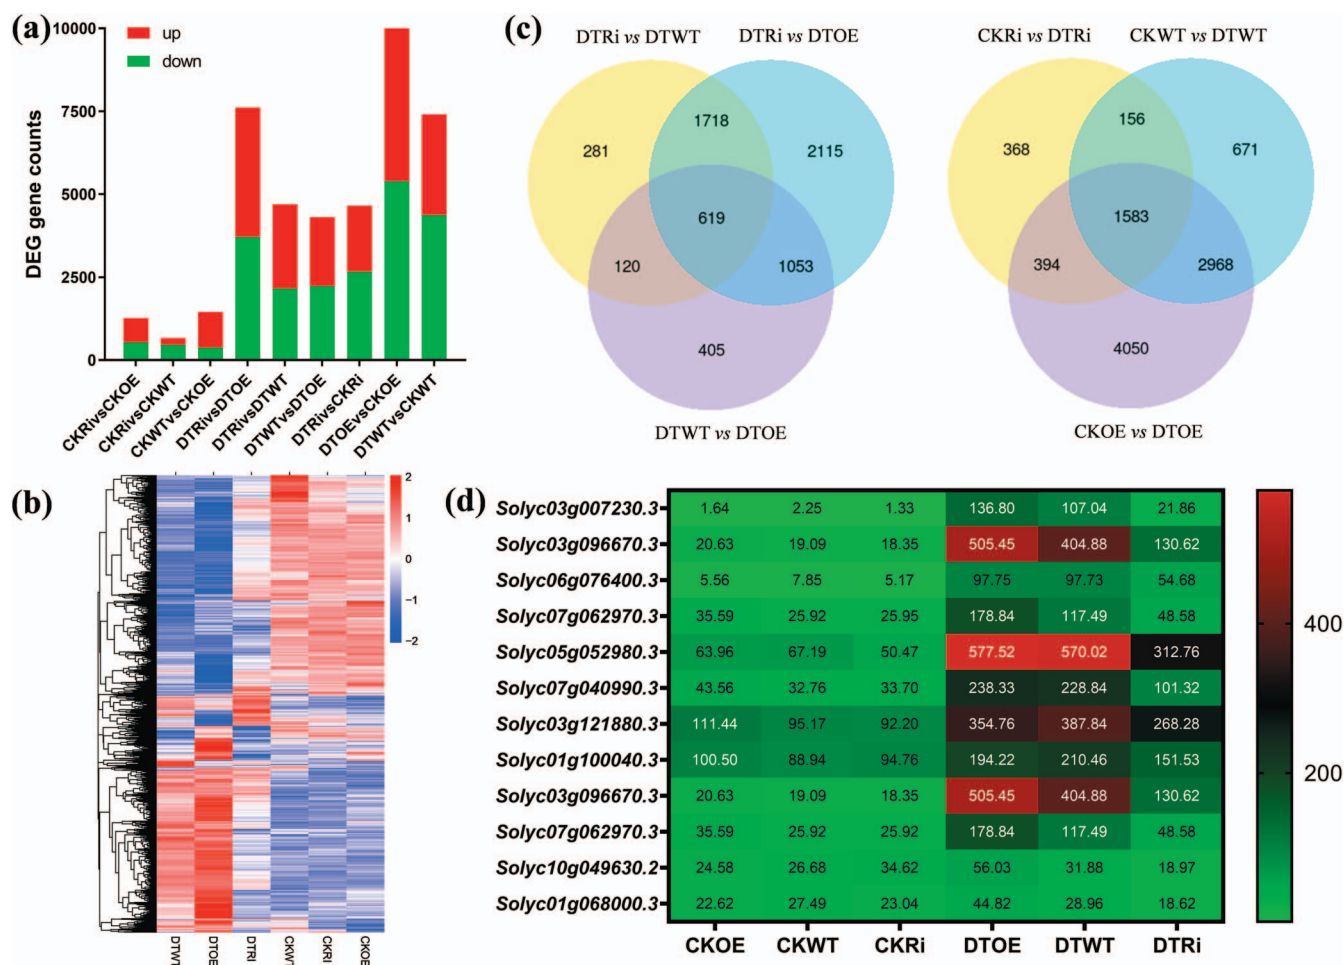 (a)
10000
7500
5000
2500
0
DEG gene counts
up
down
CKRivsCKOE
CKRivsCKWT
CKWTvsCKOE
DTRivsDTOE
DTRivsDTWT
DTWTvsDTOE
DTRivsCKRi
DTOEvsCKOE
DTWTvsCKWT
(c)
DTRi vs DTWT
DTRi vs DTOE
281
1718
2115
619
120
1053
405
DTWT vs DTOE
CKRi vs DTRi
CKWT vs DTWT
368
156
671
1583
394
2968
4050
CKOE vs DTOE
(b)
2
1
0
−1
−2
DTWT
DTOE
DTRI
CKWT
CKRI
CKOE
(d)
Solyc03g007230.3 1.64 2.25 1.33 136.80 107.04 21.86
Solyc03g096670.3 20.63 19.09 18.35 505.45 404.88 130.62
Solyc06g076400.3 5.56 7.85 5.17 97.75 97.73 54.68
Solyc07g062970.3 35.59 25.92 25.95 178.84 117.49 48.58
Solyc05g052980.3 63.96 67.19 50.47 577.52 570.02 312.76
Solyc07g040990.3 43.56 32.76 33.70 238.33 228.84 101.32
Solyc03g121880.3 111.44 95.17 92.20 354.76 387.84 268.28
Solyc01g100040.3 100.50 88.94 94.76 194.22 210.46 151.53
Solyc03g096670.3 20.63 19.09 18.35 505.45 404.88 130.62
Solyc07g062970.3 35.59 25.92 25.92 178.84 117.49 48.58
Solyc10g049630.2 24.58 26.68 34.62 56.03 31.88 18.97
Solyc01g068000.3 22.62 27.49 23.04 44.82 28.96 18.62
CKOE CKWT CKRi DTOE DTWT DTRi
400
200